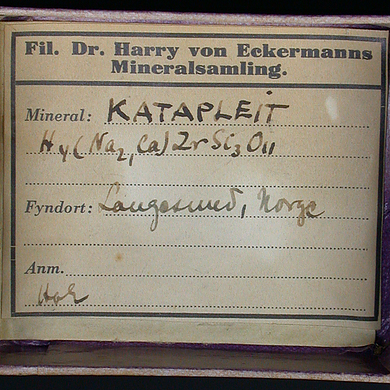 Fil. Dr. Harry von Eckermanns
Mineralsamling.
Mineral: KATAPLEIT
H4(Na2, Ca)ZrSi3O11
Fyndort: Langesund, Norge
Anm.